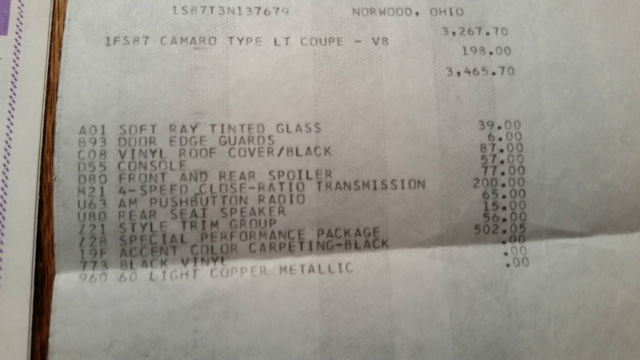 1S87T3N137679 NORWOOD, OHIO
3,267.70
1FS87 CAMARO TYPE LT COUPE - V8
198.00
3,465.70
A01 SOFT RAY TINTED GLASS 39.00
B93 DOOR EDGE GUARDS 6.00
C08 VINYL ROOF COVER/BLACK 87.00
D55 CONSOLE 57.00
D80 FRONT AND REAR SPOILER 77.00
M21 4-SPEED CLOSE-RATIO TRANSMISSION 200.00
U63 AM PUSHBUTTON RADIO 65.00
U80 REAR SEAT SPEAKER 15.00
Z21 STYLE TRIM GROUP 56.00
Z28 SPECIAL PERFORMANCE PACKAGE 502.05
19F ACCENT COLOR CARPETING-BLACK .00
773 BLACK VINYL .00
960 60 LIGHT COPPER METALLIC .00